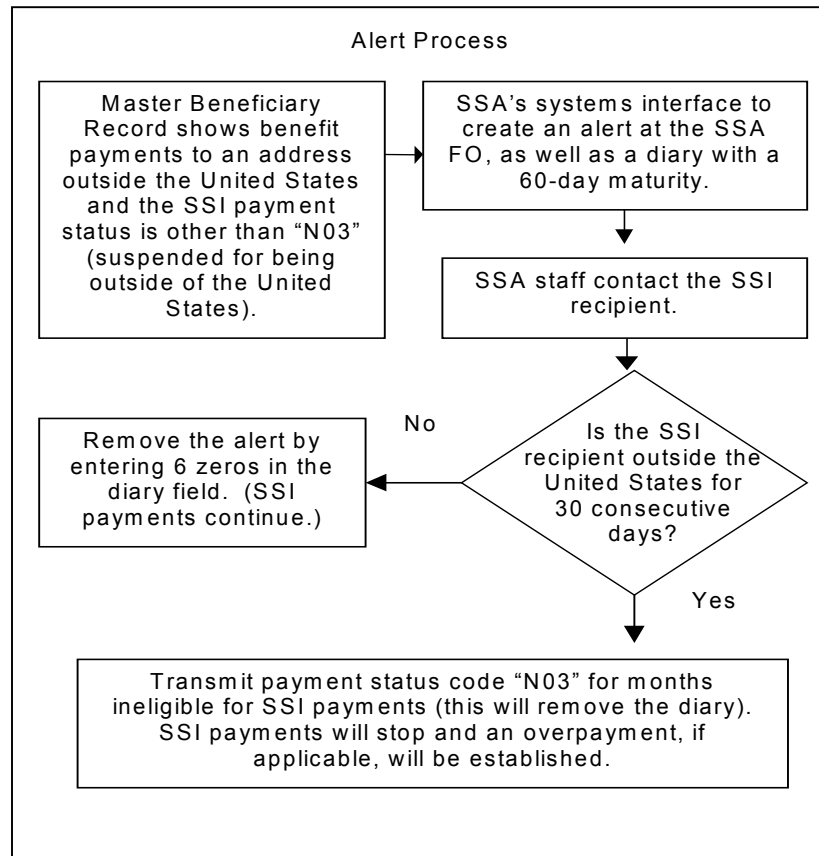 Alert Process
Master Beneficiary
Record shows benefit
payments to an address
outside the United States
and the SSI payment
status is other than “N03”
(suspended for being
outside of the United
States).
SSA’s systems interface to
create an alert at the SSA
FO, as well as a diary with a
60-day maturity.
SSA staff contact the SSI
recipient.
Is the SSI
recipient outside the
United States for
30 consecutive
days?
No
Remove the alert by
entering 6 zeros in the
diary field. (SSI
payments continue.)
Yes
Transmit payment status code “N03” for months
ineligible for SSI payments (this will remove the diary).
SSI payments will stop and an overpayment, if
applicable, will be established.